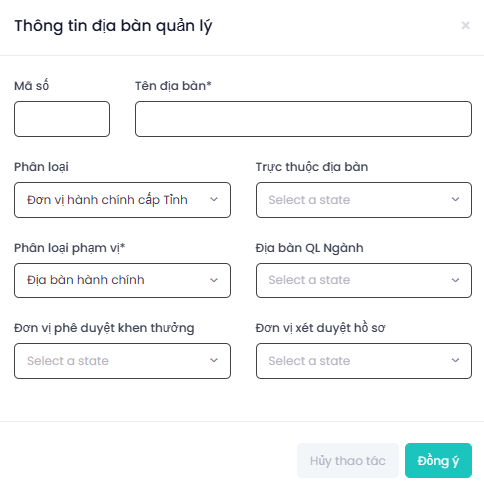 Thông tin địa bàn quản lý
×
Mã số
Tên địa bàn*
Phân loại
Trực thuộc địa bàn
Đơn vị hành chính cấp Tỉnh
Select a state
Phân loại phạm vị*
Địa bàn QL Ngành
Địa bàn hành chính
Select a state
Đơn vị phê duyệt khen thưởng
Đơn vị xét duyệt hồ sơ
Select a state
Select a state
Hủy thao tác
Đồng ý